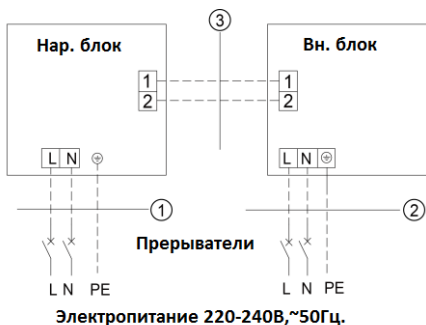 ③
Нар. блок
Вн. блок
1
2
1
2
L N
L N
①
②
Прерыватели
L N PE
L N PE
Электропитание 220-240В,~50Гц.